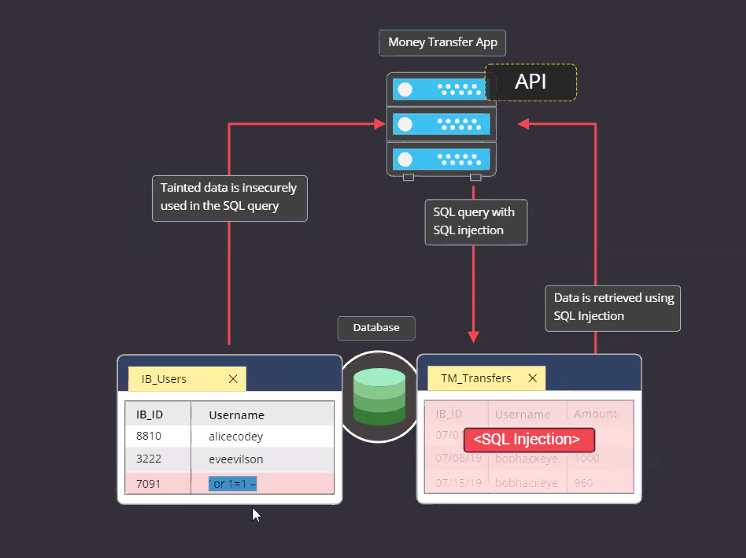 Money Transfer App
API
Tainted data is insecurely
used in the SQL query
SQL query with
SQL injection
Data is retrieved using
SQL Injection
Database
IB_Users X
IB_ID Username
8810 alicecodey
3222 eveevilson
7091 ' or 1=1 --
TM_Transfers X
IB_ID Username Amount
<SQL Injection>
07/08/19 bobhackeye 1000
07/15/19 bobhackeye 960